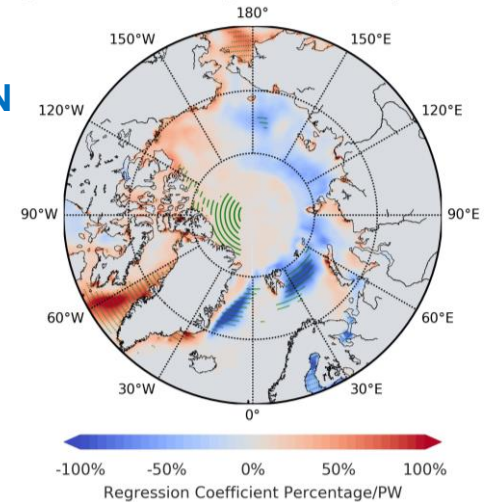 180°
150°W
150°E
N
120°W
120°E
90°W
90°E
60°W
60°E
30°W
30°E
0°
-100% -50% 0% 50% 100%
Regression Coefficient Percentage/PW